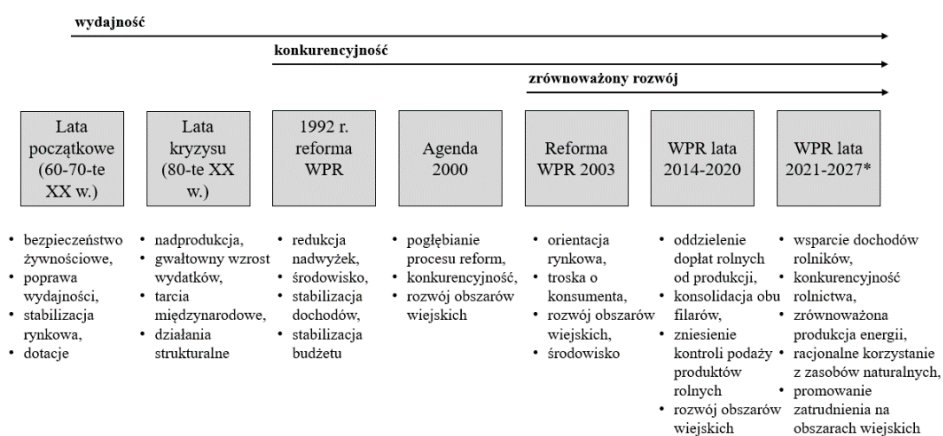 wydajność
konkurencyjność
zrównoważony rozwój
Lata
początkowe
(60-70-te
XX w.)
Lata
kryzysu
(80-te XX
w.)
1992 r.
reforma
WPR
Agenda
2000
Reforma
WPR 2003
WPR lata
2014-2020
WPR lata
2021-2027*
• bezpieczeństwo
żywnościowe,
• poprawa
wydajności,
• stabilizacja
rynkowa,
• dotacje
• nadprodukcja,
• gwałtowny wzrost
wydatków,
• tarcia
międzynarodowe,
• działania
strukturalne
• redukcja
nadwyżek,
• środowisko,
• stabilizacja
dochodów,
• stabilizacja
budżetu
• pogłębianie
procesu reform,
• konkurencyjność,
• rozwój obszarów
wiejskich
• orientacja
rynkowa,
• troska o
konsumenta,
• rozwój obszarów
wiejskich,
• środowisko
• oddzielenie
dopłat rolnych
od produkcji,
• konsolidacja obu
filarów,
• zniesienie
kontroli podaży
produktów
rolnych
• rozwój obszarów
wiejskich
• wsparcie dochodów
rolników,
• konkurencyjność
rolnictwa,
• zrównoważona
produkcja energii,
• racjonalne korzystanie
z zasobów naturalnych,
• promowanie
zatrudnienia na
obszarach wiejskich